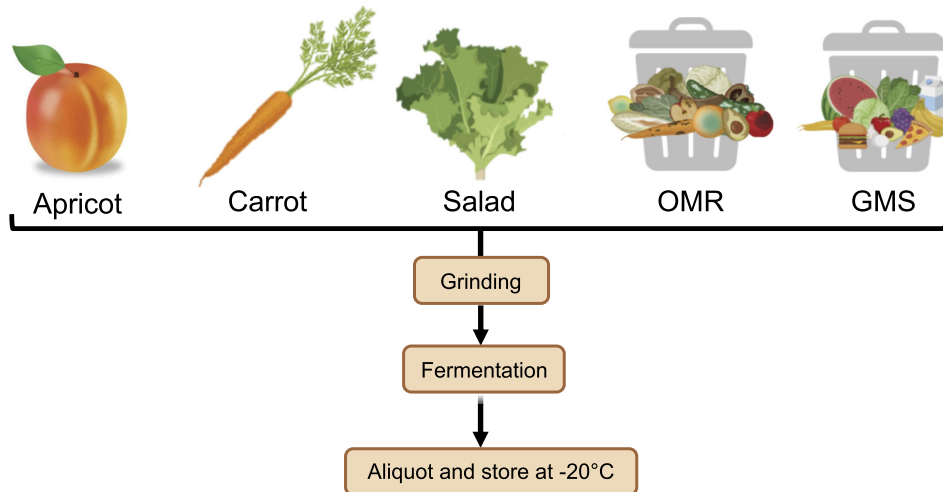 Apricot Carrot Salad OMR GMS
Grinding
Fermentation
Aliquot and store at -20°C